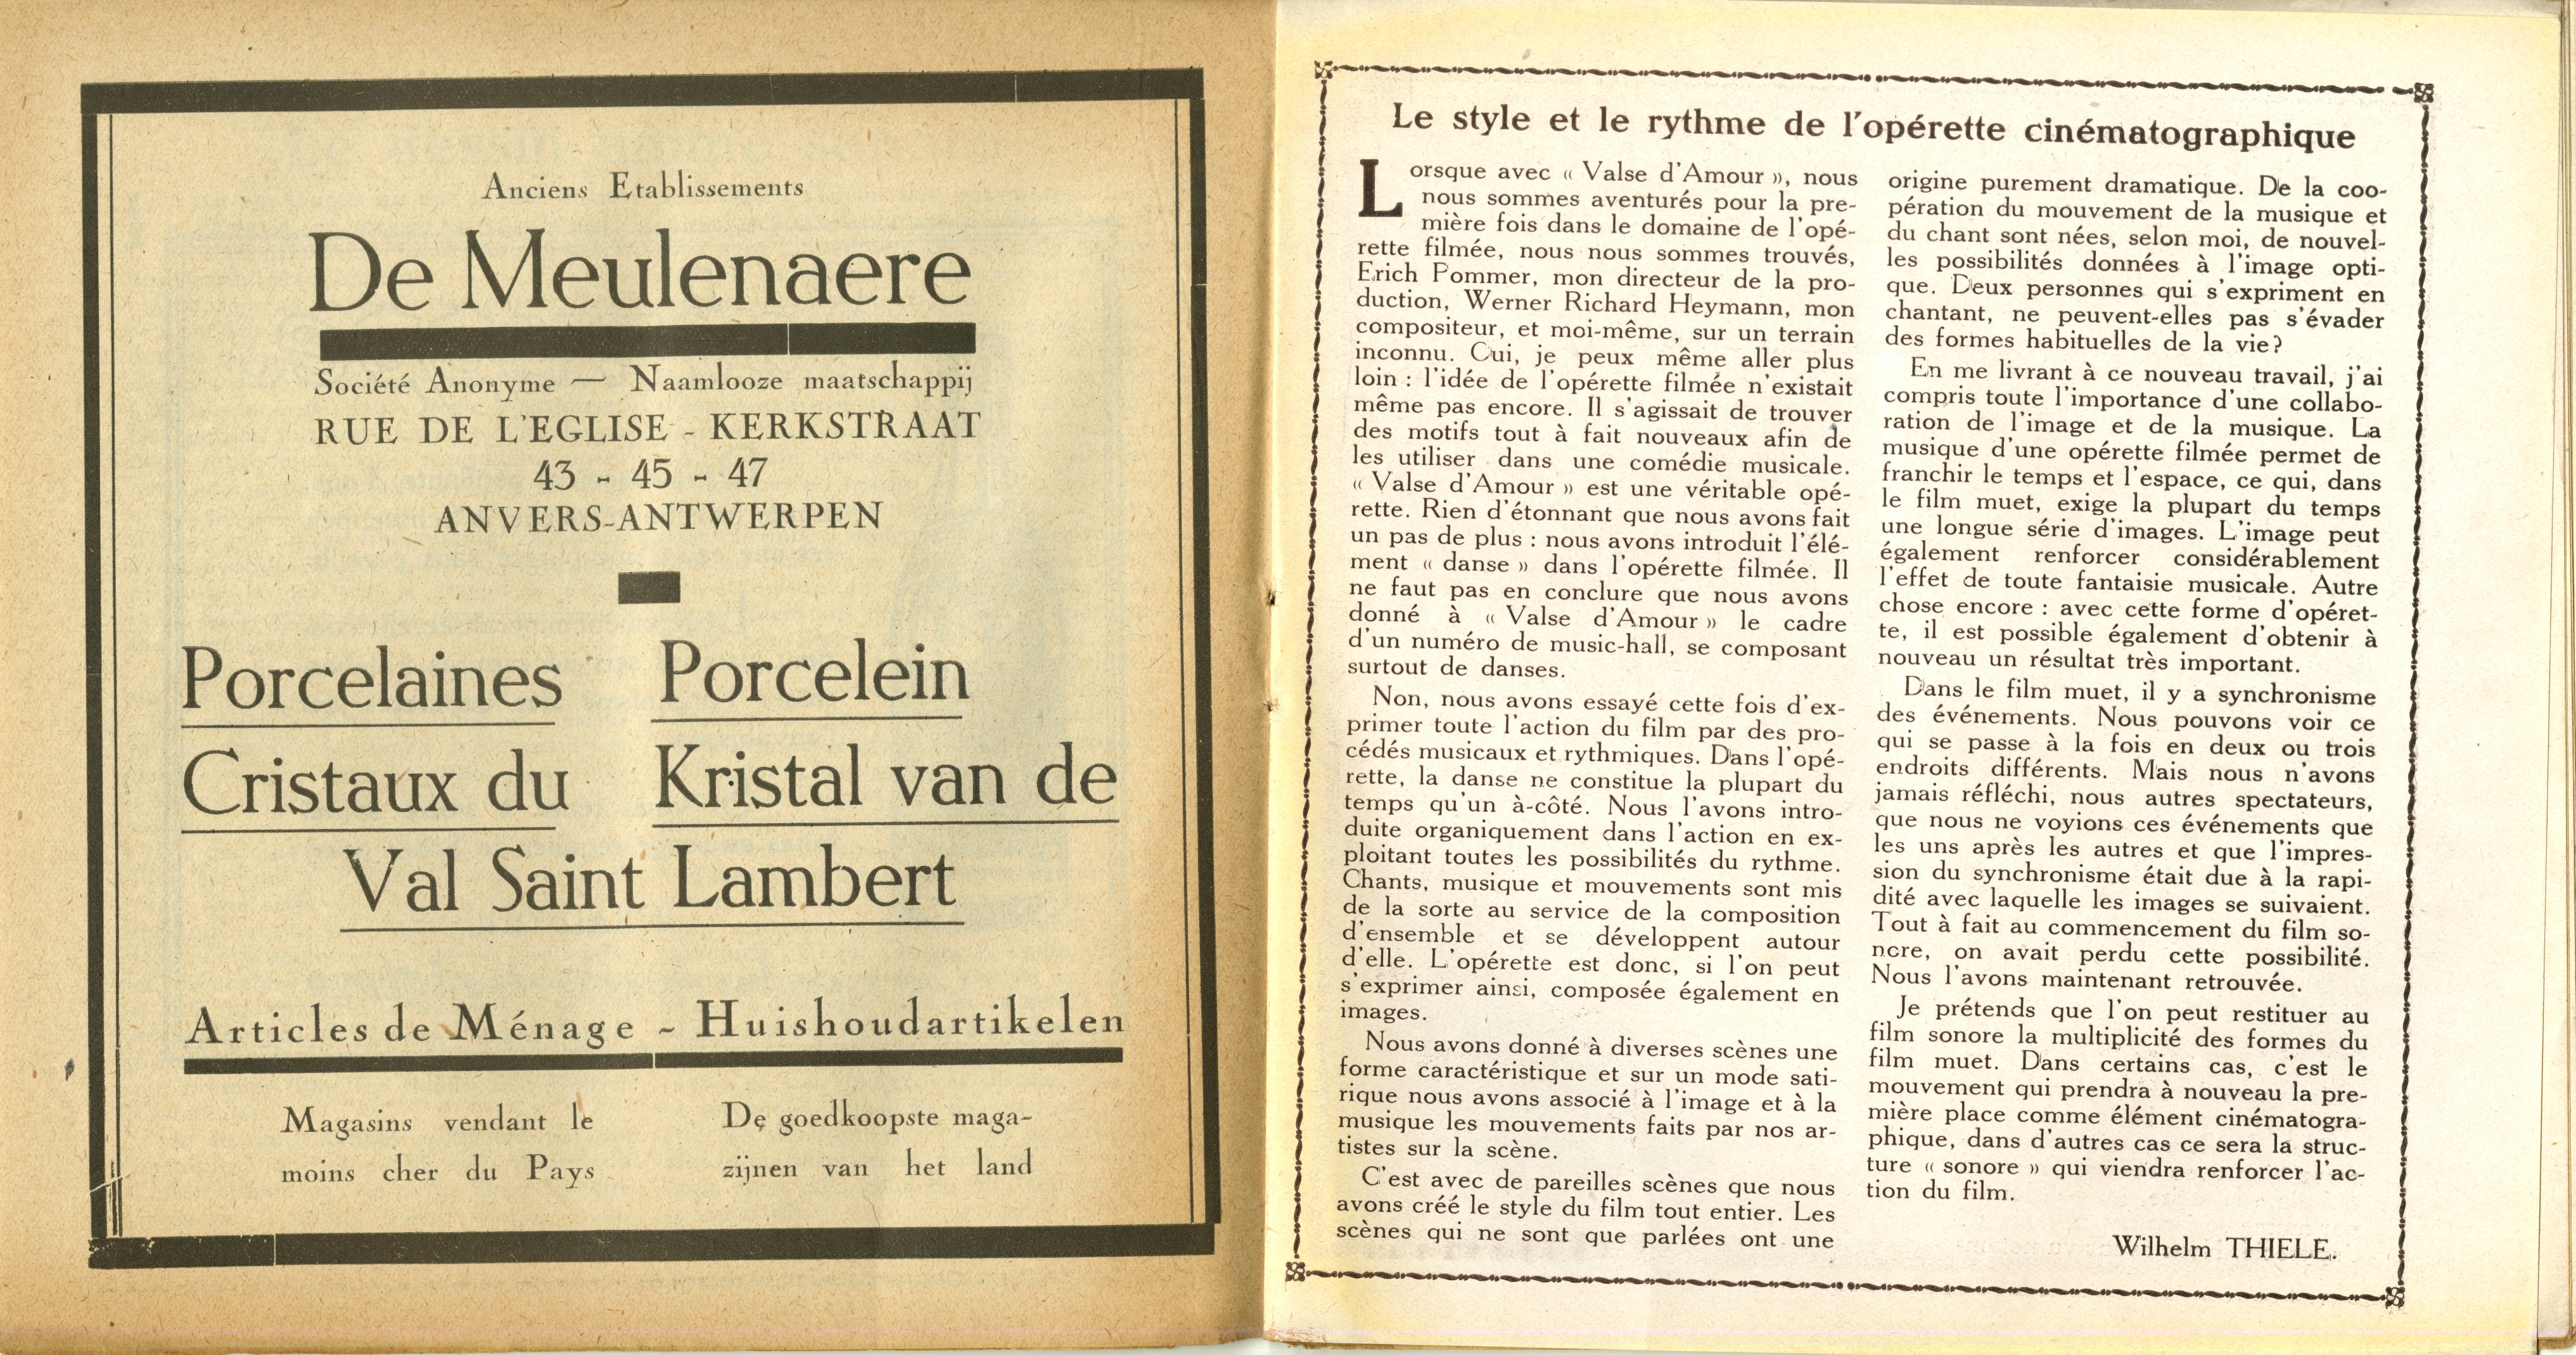 Anciens Etablissements
De Meulenaere
Société Anonyme — Naamlooze maatschappij
RUE DE L'EGLISE - KERKSTRAAT
43 - 45 - 47
ANVERS-ANTWERPEN
Porcelaines Porcelein
Cristaux du Kristal van de
Val Saint Lambert
Articles de Ménage - Huishoudartikelen
Magasins vendant le
moins cher du Pays
De goedkoopste maga-
zijnen van het land
Le style et le rythme de l'opérette cinématographique
Lorsque avec « Valse d'Amour », nous
nous sommes aventurés pour la pre-
mière fois dans le domaine de l'opé-
rette filmée, nous nous sommes trouvés,
Erich Pommer, mon directeur de la pro-
duction, Werner Richard Heymann, mon
compositeur, et moi-même, sur un terrain
inconnu. Oui, je peux même aller plus
loin : l'idée de l'opérette filmée n'existait
même pas encore. Il s'agissait de trouver
des motifs tout à fait nouveaux afin de
les utiliser dans une comédie musicale.
« Valse d'Amour » est une véritable opé-
rette. Rien d'étonnant que nous avons fait
un pas de plus : nous avons introduit l'élé-
ment « danse » dans l'opérette filmée. Il
ne faut pas en conclure que nous avons
donné à « Valse d'Amour » le cadre
d'un numéro de music-hall, se composant
surtout de danses.
Non, nous avons essayé cette fois d'ex-
primer toute l'action du film par des pro-
cédés musicaux et rythmiques. Dans l'opé-
rette, la danse ne constitue la plupart du
temps qu'un à-côté. Nous l'avons intro-
duite organiquement dans l'action en ex-
ploitant toutes les possibilités du rythme.
Chants, musique et mouvements sont mis
de la sorte au service de la composition
d'ensemble et se développent autour
d'elle. L'opérette est donc, si l'on peut
s'exprimer ainsi, composée également en
images.
Nous avons donné à diverses scènes une
forme caractéristique et sur un mode sati-
rique nous avons associé à l'image et à la
musique les mouvements faits par nos ar-
tistes sur la scène.
C'est avec de pareilles scènes que nous
avons créé le style du film tout entier. Les
scènes qui ne sont que parlées ont une
origine purement dramatique. De la coo-
pération du mouvement de la musique et
du chant sont nées, selon moi, de nouvel-
les possibilités données à l'image opti-
que. Deux personnes qui s'expriment en
chantant, ne peuvent-elles pas s'évader
des formes habituelles de la vie?
En me livrant à ce nouveau travail, j'ai
compris toute l'importance d'une collabo-
ration de l'image et de la musique. La
musique d'une opérette filmée permet de
franchir le temps et l'espace, ce qui, dans
le film muet, exige la plupart du temps
une longue série d'images. L'image peut
également renforcer considérablement
l'effet de toute fantaisie musicale. Autre
chose encore : avec cette forme d'opéret-
te, il est possible également d'obtenir à
nouveau un résultat très important.
Dans le film muet, il y a synchronisme
des événements. Nous pouvons voir ce
qui se passe à la fois en deux ou trois
endroits différents. Mais nous n'avons
jamais réfléchi, nous autres spectateurs,
que nous ne voyions ces événements que
les uns après les autres et que l'impres-
sion du synchronisme était due à la rapi-
dité avec laquelle les images se suivaient.
Tout à fait au commencement du film so-
nore, on avait perdu cette possibilité.
Nous l'avons maintenant retrouvée.
Je prétends que l'on peut restituer au
film sonore la multiplicité des formes du
film muet. Dans certains cas, c'est le
mouvement qui prendra à nouveau la pre-
mière place comme élément cinématogra-
phique, dans d'autres cas ce sera la struc-
ture « sonore » qui viendra renforcer l'ac-
tion du film.
Wilhelm THIELE.